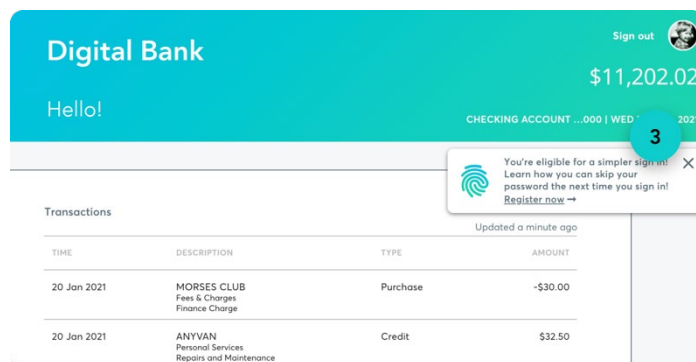 Digital Bank
Sign out
$11,202.02
Hello!
CHECKING ACCOUNT ...000 | WED
3
You're eligible for a simpler sign in!
Learn how you can skip your
password the next time you sign in!
Register now →
Transactions
Updated a minute ago
TIME DESCRIPTION TYPE AMOUNT
20 Jan 2021 MORSES CLUB Purchase -$30.00
Fees & Charges
Finance Charge
20 Jan 2021 ANYVAN Credit $32.50
Personal Services
Repairs and Maintenance